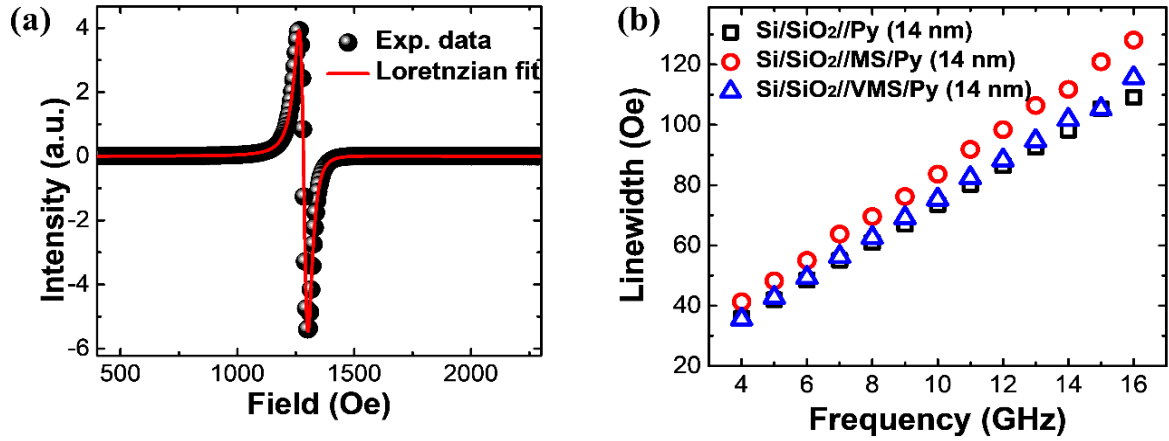 (a)
4
2
0
-2
-4
-6
Intensity (a.u.)
Exp. data
Loretnzian fit
500
1000
1500
2000
Field (Oe)
(b)
120
100
80
60
40
20
Linewidth (Oe)
Si/SiO₂//Py (14 nm)
Si/SiO₂//MS/Py (14 nm)
Si/SiO₂//VMS/Py (14 nm)
4
6
8
10
12
14
16
Frequency (GHz)